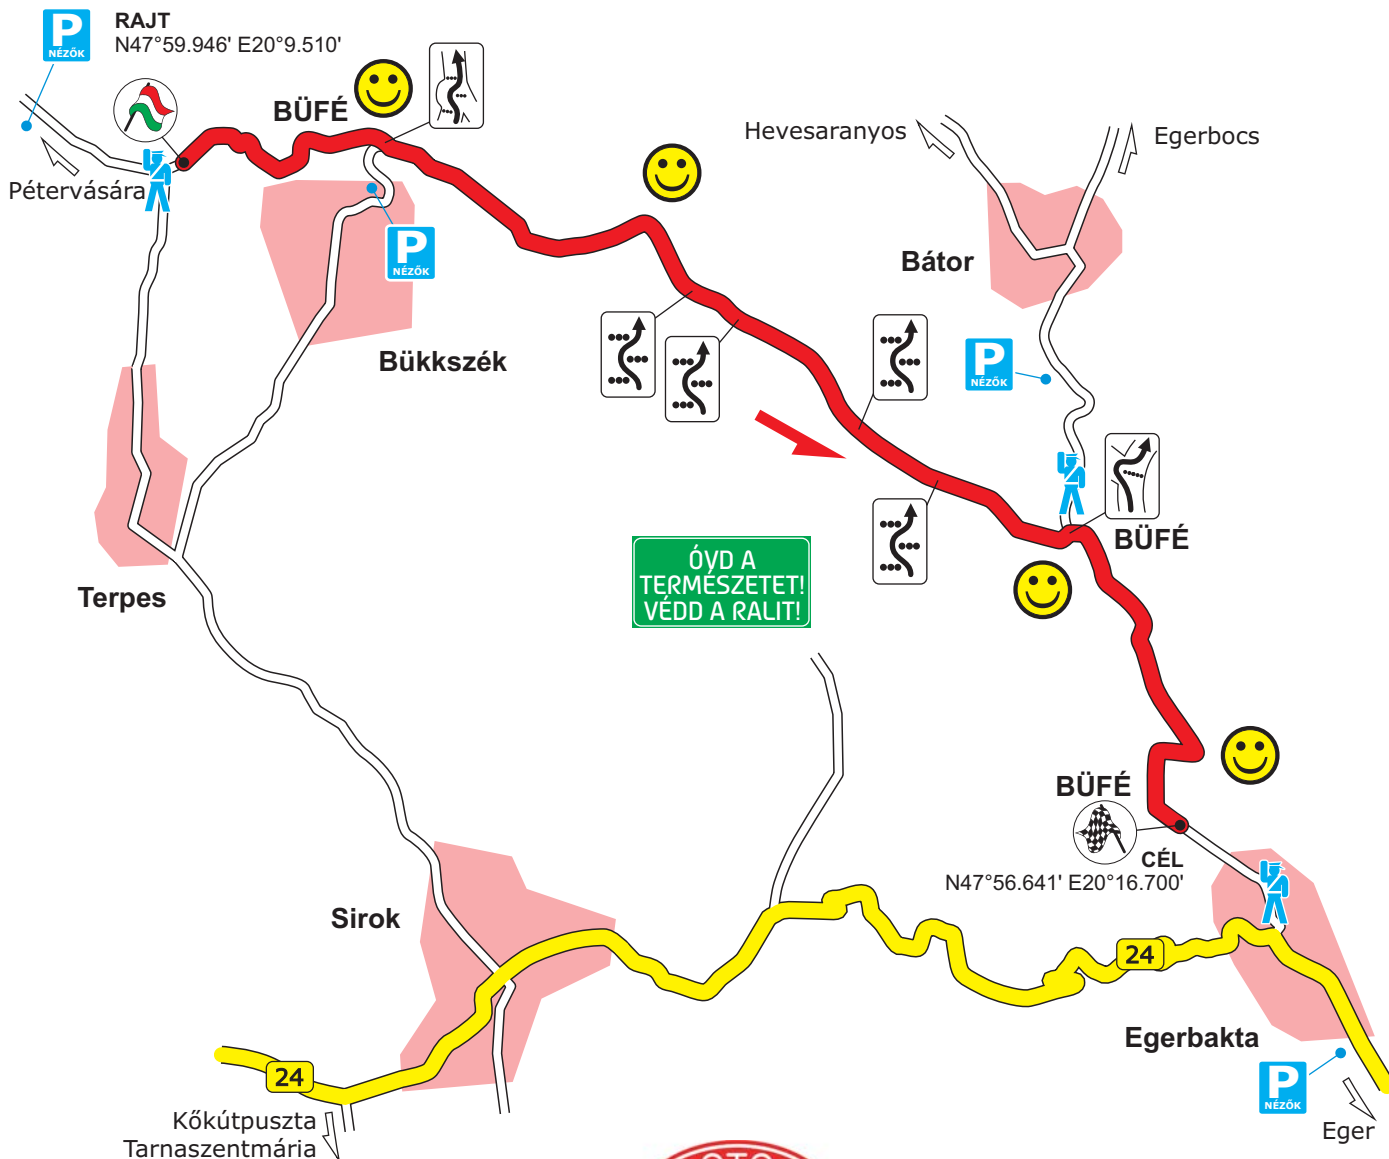 P
NÉZŐK
RAJT
N47°59.946' E20°9.510'
BÜFÉ
Pétervására
Hevesaranyos
Egerbocs
Bátor
P
NÉZŐK
Bükkszék
P
NÉZŐK
BÜFÉ
ÓVD A
TERMÉSZETET!
VÉDD A RALIT!
Terpes
BÜFÉ
CÉL
N47°56.641' E20°16.700'
Sirok
24
Egerbakta
24
P
NÉZŐK
Kőkútpuszta
Tarnaszentmária
Eger